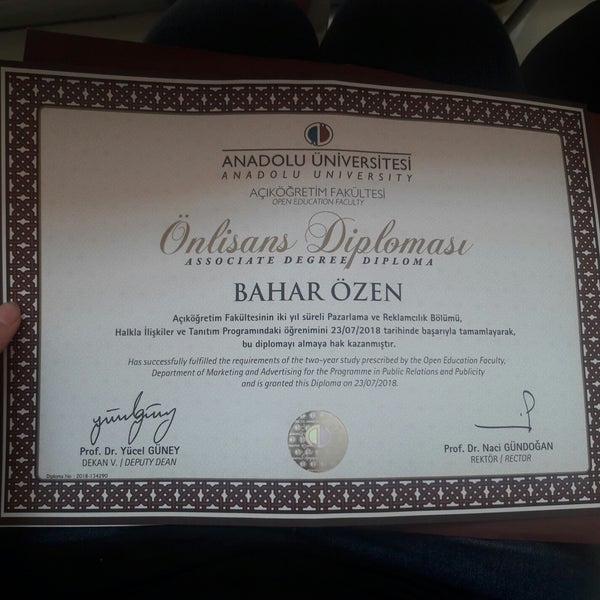 ANADOLU ÜNİVERSİTESİ
ANADOLU UNIVERSITY
AÇIKÖĞRETİM FAKÜLTESİ
OPEN EDUCATION FACULTY
Önlisans Diploması
ASSOCIATE DEGREE DIPLOMA
BAHAR ÖZEN
Açıköğretim Fakültesinin iki yıl süreli Pazarlama ve Reklamcılık Bölümü,
Halkla İlişkiler ve Tanıtım Programındaki öğrenimini 23/07/2018 tarihinde başarıyla tamamlayarak,
bu diplomayı almaya hak kazanmıştır.
Has successfully fulfilled the requirements of the two-year study prescribed by the Open Education Faculty,
Department of Marketing and Advertising for the Programme in Public Relations and Publicity
and is granted this Diploma on 23/07/2018.
Prof. Dr. Yücel GÜNEY
DEKAN V. / DEPUTY DEAN
Prof. Dr. Naci GÜNDOĞAN
REKTÖR / RECTOR
Diploma No : 2018-134290